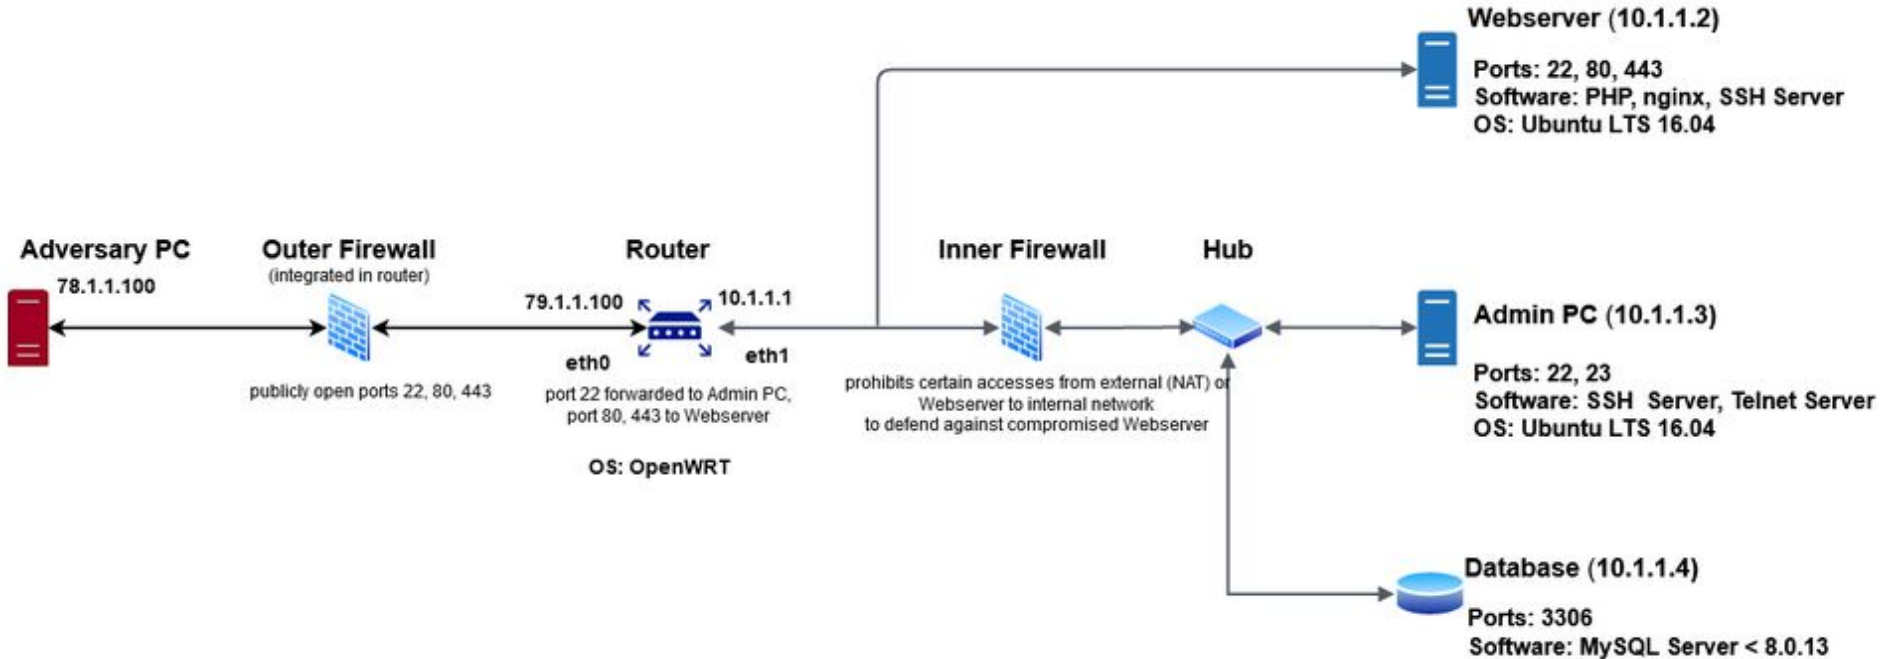 Webserver (10.1.1.2)
Ports: 22, 80, 443
Software: PHP, nginx, SSH Server
OS: Ubuntu LTS 16.04
Adversary PC
78.1.1.100
Outer Firewall
(integrated in router)
publicly open ports 22, 80, 443
Router
79.1.1.100
10.1.1.1
eth0
eth1
port 22 forwarded to Admin PC,
port 80, 443 to Webserver
OS: OpenWRT
Inner Firewall
prohibits certain accesses from external (NAT) or
Webserver to internal network
to defend against compromised Webserver
Hub
Admin PC (10.1.1.3)
Ports: 22, 23
Software: SSH Server, Telnet Server
OS: Ubuntu LTS 16.04
Database (10.1.1.4)
Ports: 3306
Software: MySQL Server < 8.0.13